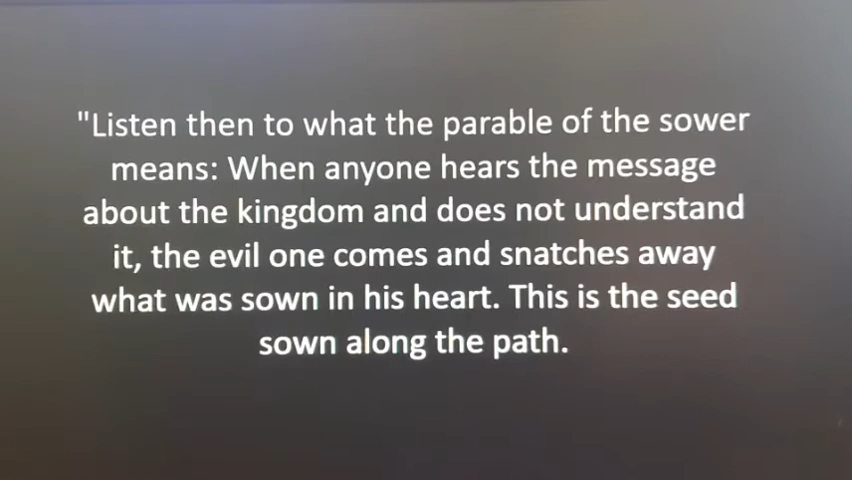 "Listen then to what the parable of the sower
means: When anyone hears the message
about the kingdom and does not understand
it, the evil one comes and snatches away
what was sown in his heart. This is the seed
sown along the path.